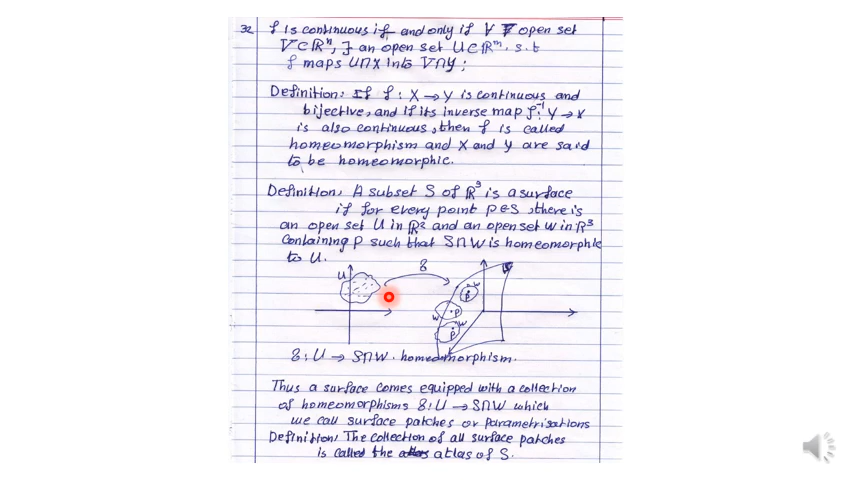 32 f is continuous if and only if ∀ open set
V⊂ℝⁿ, ∃ an open set U⊂ℝᵐ, s.t
f maps U∩X into V∩Y;
Definition: If f: X→Y is continuous and
bijective, and if its inverse map f⁻¹: Y→X
is also continuous, then f is called
homeomorphism and X and Y are said
to be homeomorphic.
Definition, A subset S of ℝ³ is a surface
if for every point p∈S, there is
an open set U in ℝ² and an open set W in ℝ³
containing p such that S∩W is homeomorphic
to U.
U 8 S
W P
W P
W P
8: U → S∩W. homeomorphism.
Thus a surface comes equipped with a collection
of homeomorphisms 8: U → S∩W which
we call surface patches or parametrisations
Definition, The collection of all surface patches
is called the atlas of S.